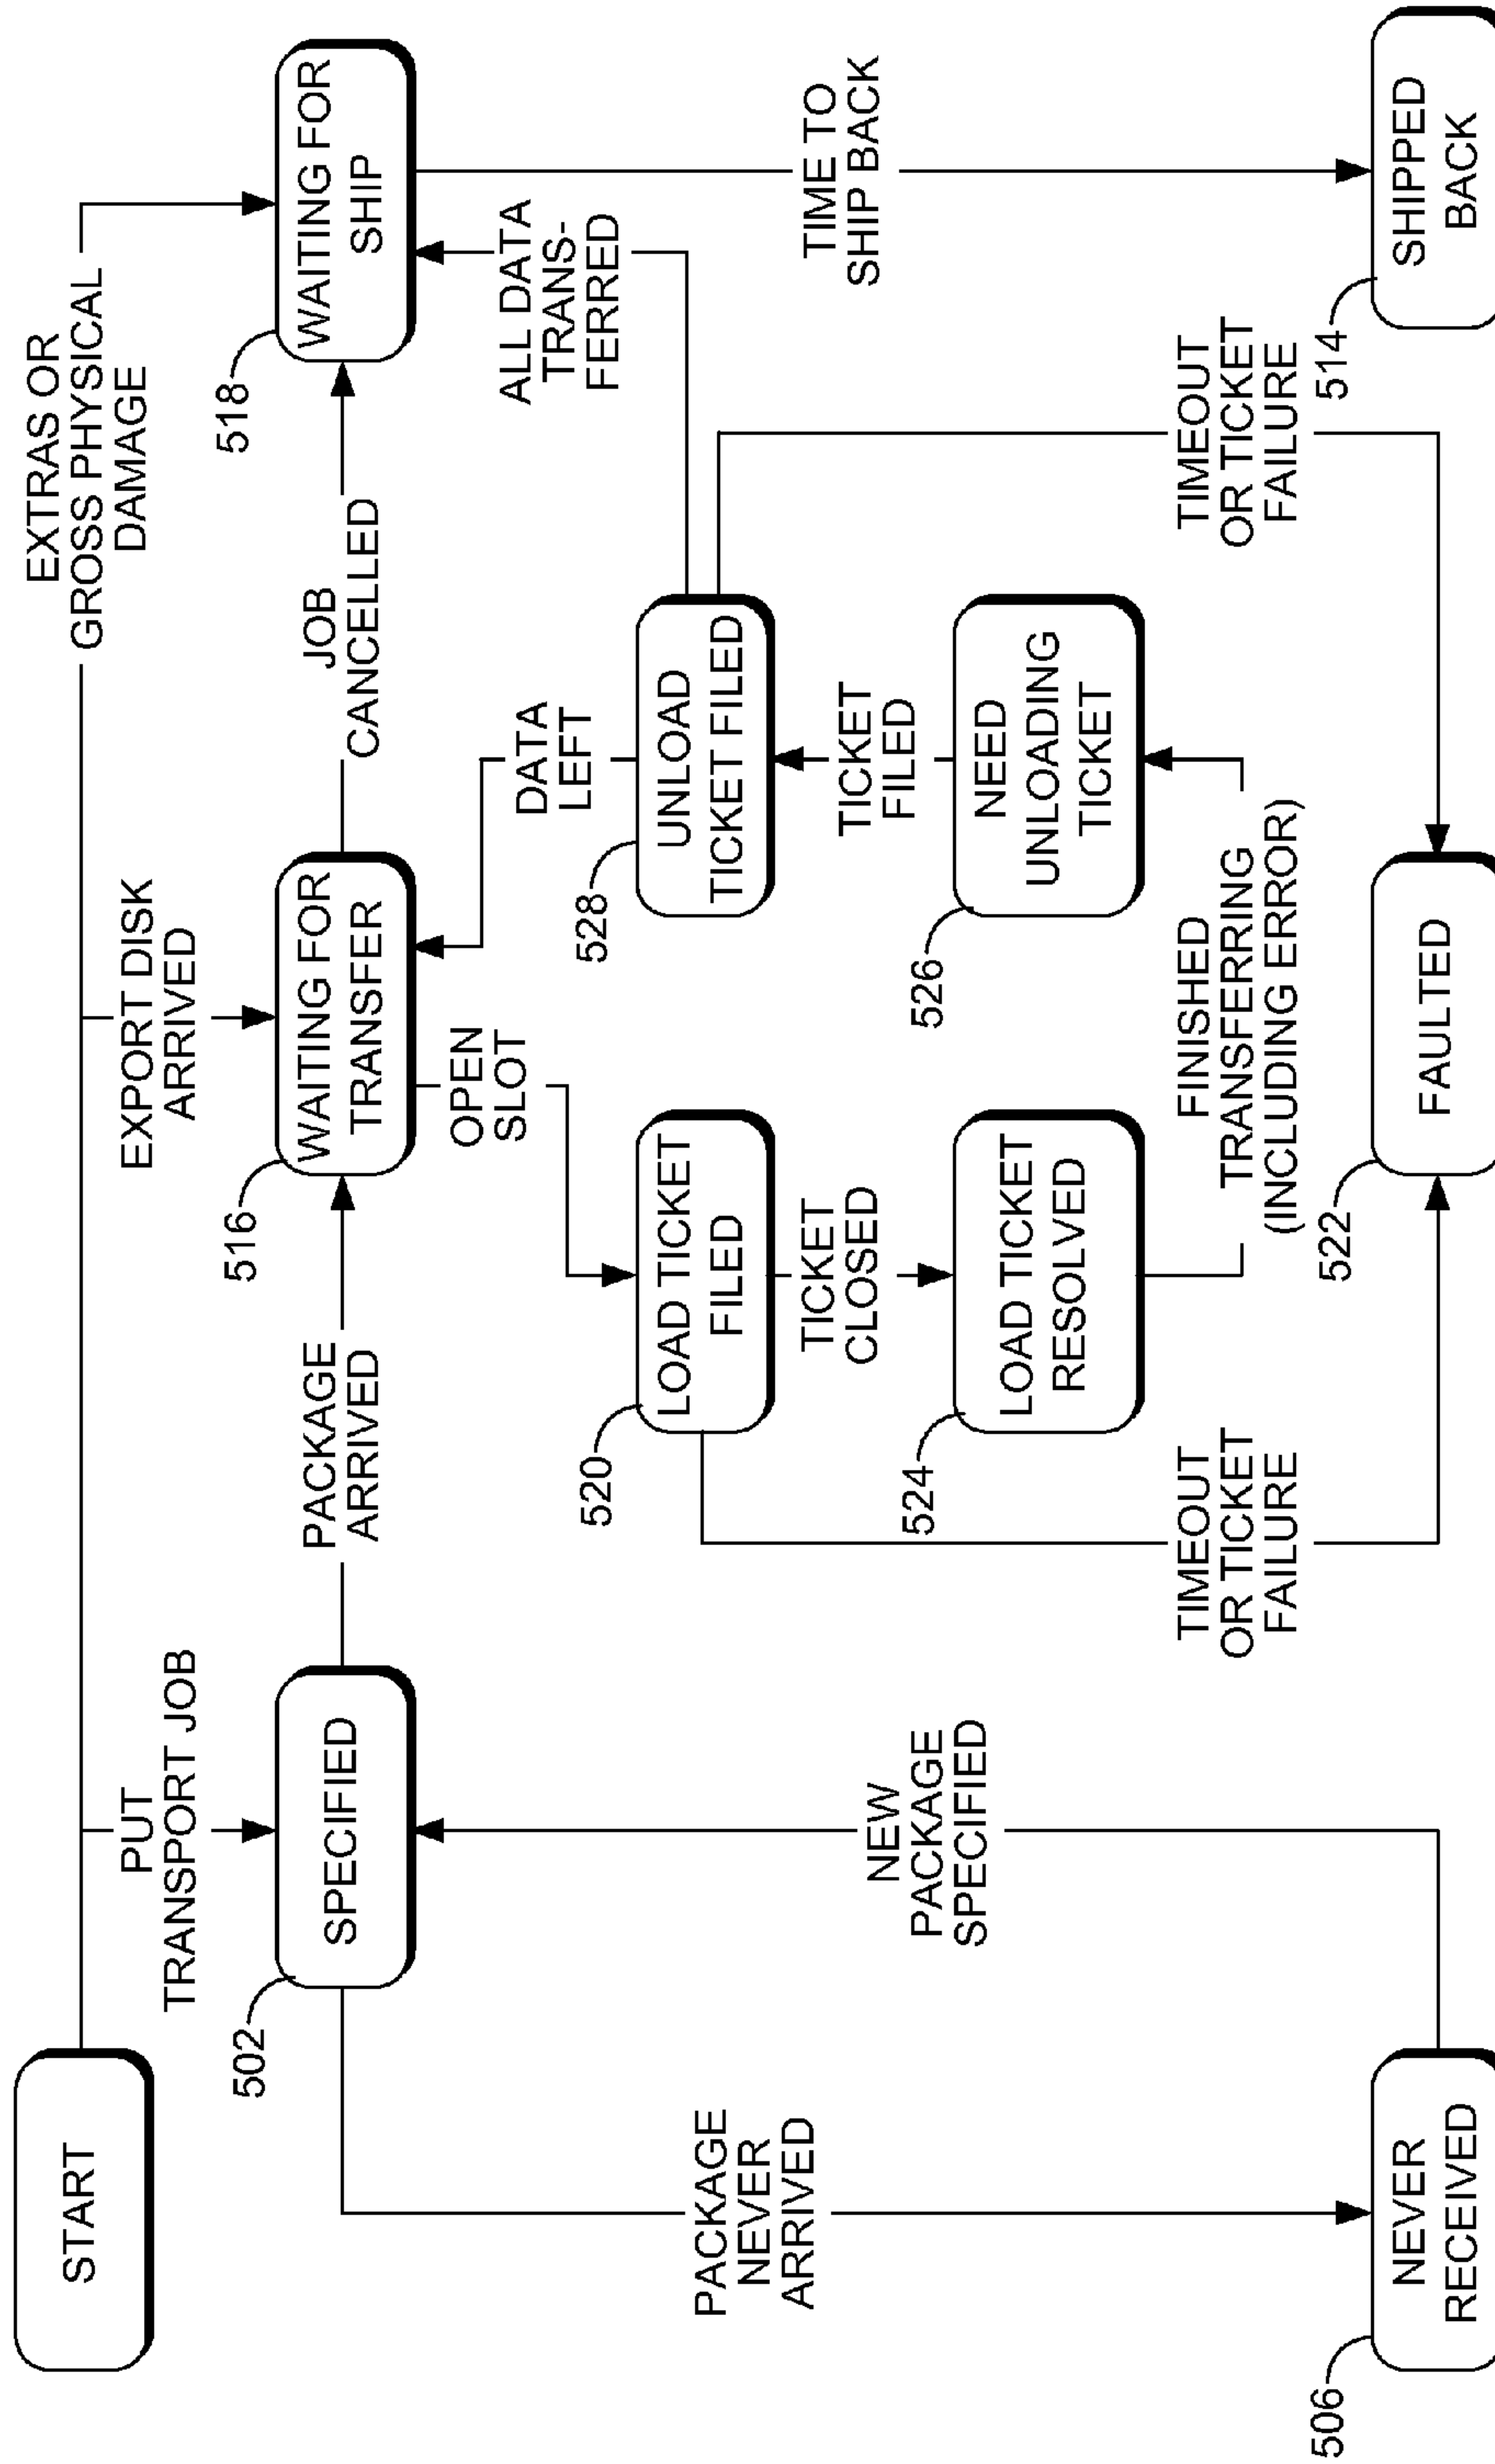 START
PUT
TRANSPORT JOB
EXPORT DISK
ARRIVED
EXTRAS OR
GROSS PHYSICAL
DAMAGE
502
SPECIFIED
PACKAGE
ARRIVED
516
WAITING FOR
TRANSFER
JOB
CANCELLED
518
WAITING FOR
SHIP
OPEN
SLOT
DATA
LEFT
ALL DATA
TRANS-
FERRED
520
LOAD TICKET
FILED
528
UNLOAD
TICKET FILED
PACKAGE
NEVER
ARRIVED
NEW
PACKAGE
SPECIFIED
TICKET
CLOSED
TICKET
FILED
TIME TO
SHIP BACK
524
LOAD TICKET
RESOLVED
526
NEED
UNLOADING
TICKET
TIMEOUT
OR TICKET
FAILURE
FINISHED
TRANSFERRING
(INCLUDING ERROR)
TIMEOUT
OR TICKET
FAILURE
506
NEVER
RECEIVED
522
FAULTED
514
SHIPPED
BACK